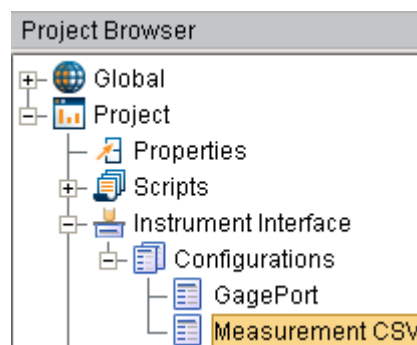 Project Browser
Global
Project
Properties
Scripts
Instrument Interface
Configurations
GagePort
Measurement CSV